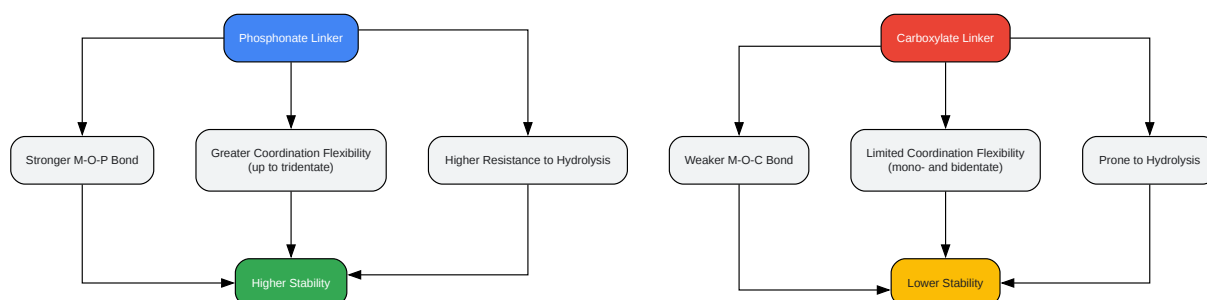 Phosphonate Linker
Stronger M-O-P Bond
Greater Coordination Flexibility
(up to tridentate)
Higher Resistance to Hydrolysis
Higher Stability
Carboxylate Linker
Weaker M-O-C Bond
Limited Coordination Flexibility
(mono- and bidentate)
Prone to Hydrolysis
Lower Stability